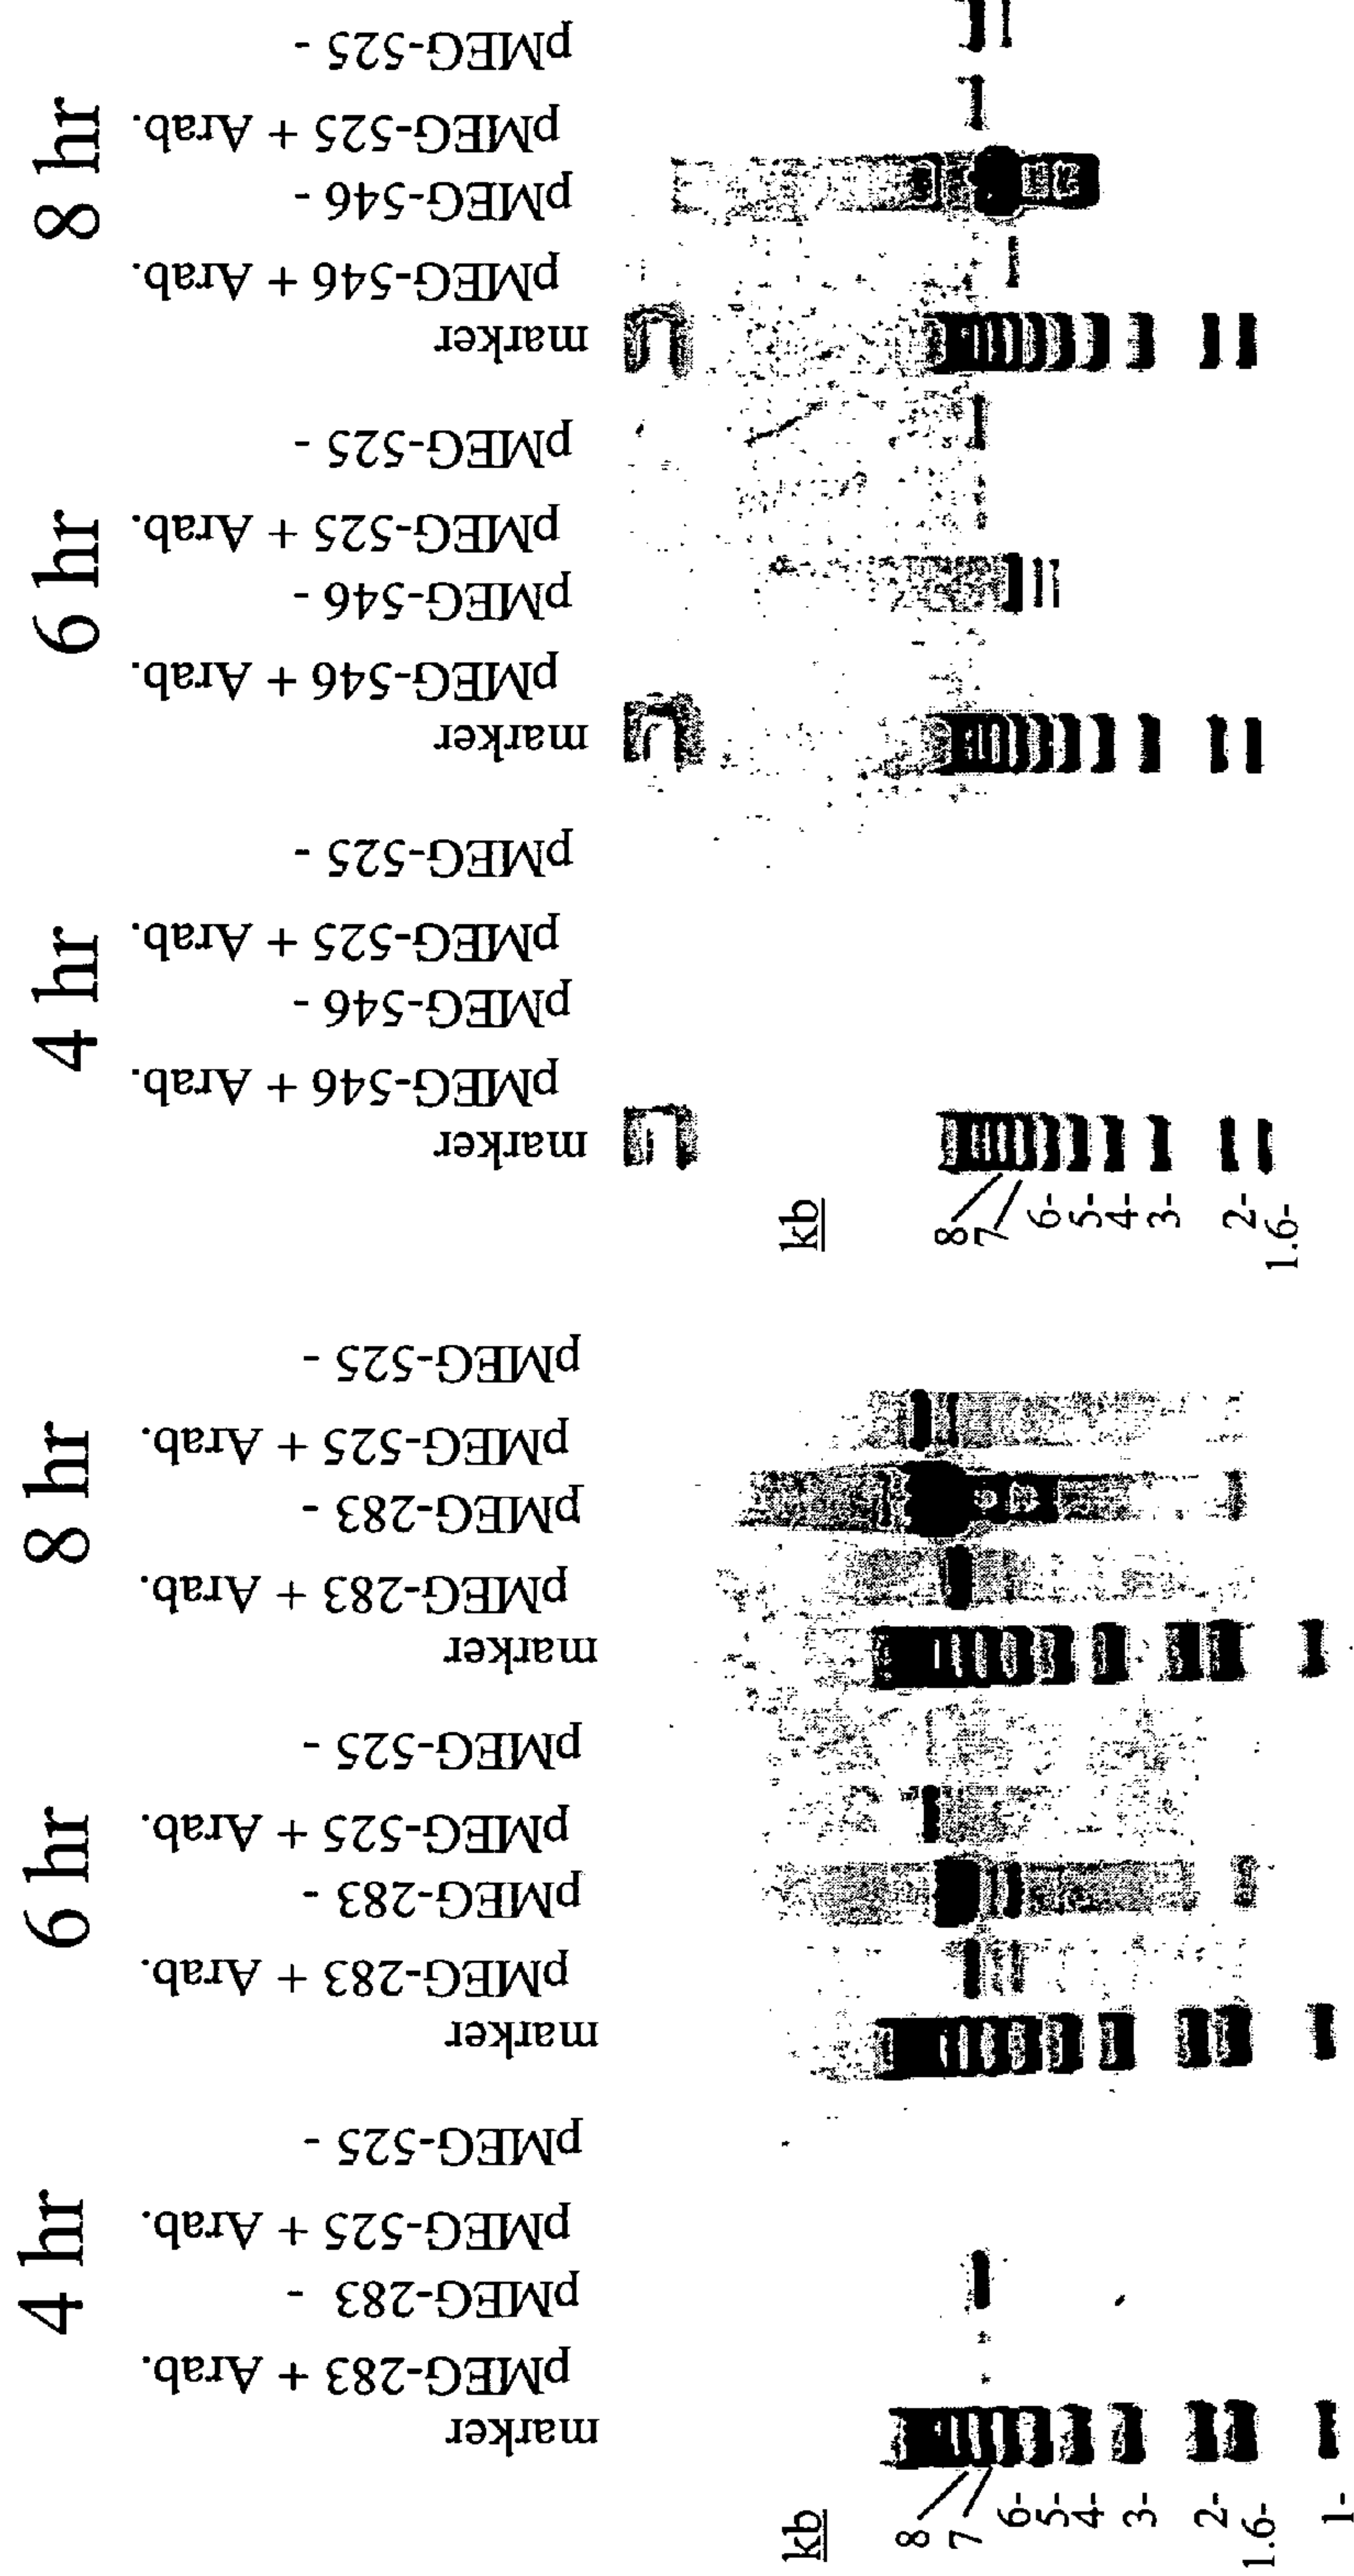 4 hr
6 hr
8 hr
marker
pMEG-283 + Arab.
pMEG-283 -
pMEG-525 + Arab.
pMEG-525 -
marker
pMEG-283 + Arab.
pMEG-283 -
pMEG-525 + Arab.
pMEG-525 -
marker
pMEG-283 + Arab.
pMEG-283 -
pMEG-525 + Arab.
pMEG-525 -
kb
8
7
6-
5-
4-
3-
2-
1.6-
1-
4 hr
6 hr
8 hr
marker
pMEG-546 + Arab.
pMEG-546 -
pMEG-525 + Arab.
pMEG-525 -
marker
pMEG-546 + Arab.
pMEG-546 -
pMEG-525 + Arab.
pMEG-525 -
marker
pMEG-546 + Arab.
pMEG-546 -
pMEG-525 + Arab.
pMEG-525 -
kb
8
7
6-
5-
4-
3-
2-
1.6-